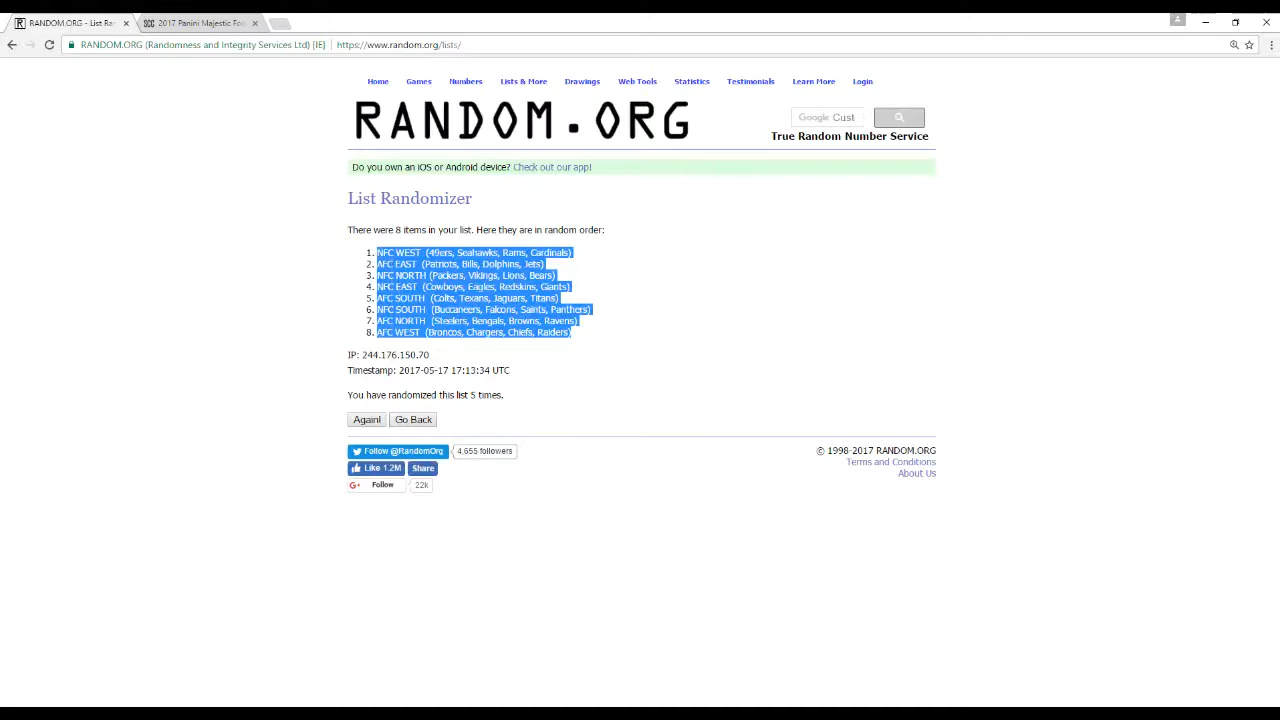 RANDOM.ORG - List Ra
SCC 2017 Panini Majestic Foo
RANDOM.ORG (Randomness and Integrity Services Ltd) [IE] https://www.random.org/lists/
Home Games Numbers Lists & More Drawings Web Tools Statistics Testimonials Learn More Login
RANDOM.ORG
Google Cust
True Random Number Service
Do you own an iOS or Android device? Check out our app!
List Randomizer
There were 8 items in your list. Here they are in random order:
1. NFC WEST (49ers, Seahawks, Rams, Cardinals)
2. AFC EAST (Patriots, Bills, Dolphins, Jets)
3. NFC NORTH (Packers, Vikings, Lions, Bears)
4. NFC EAST (Cowboys, Eagles, Redskins, Giants)
5. AFC SOUTH (Colts, Texans, Jaguars, Titans)
6. NFC SOUTH (Buccaneers, Falcons, Saints, Panthers)
7. AFC NORTH (Steelers, Bengals, Browns, Ravens)
8. AFC WEST (Broncos, Chargers, Chiefs, Raiders)
IP: 244.176.150.70
Timestamp: 2017-05-17 17:13:34 UTC
You have randomized this list 5 times.
Again! Go Back
Follow @RandomOrg 4,655 followers
Like 1.2M Share
G+ Follow 22k
© 1998-2017 RANDOM.ORG
Terms and Conditions
About Us